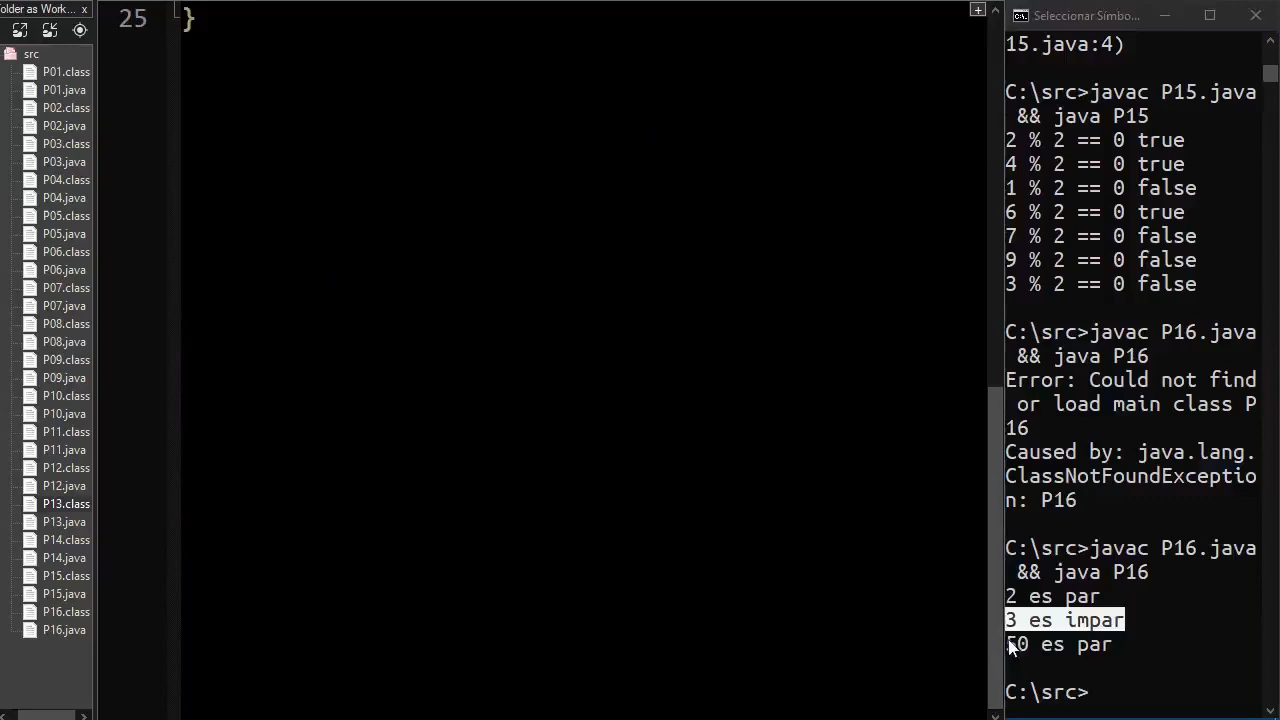 older as Work... x
src
P01.class
P01.java
P02.class
P02.java
P03.class
P03.java
P04.class
P04.java
P05.class
P05.java
P06.class
P06.java
P07.class
P07.java
P08.class
P08.java
P09.class
P09.java
P10.class
P10.java
P11.class
P11.java
P12.class
P12.java
P13.class
P13.java
P14.class
P14.java
P15.class
P15.java
P16.class
P16.java
25 }
Seleccionar Símbo...
15.java:4)
C:\src>javac P15.java
&& java P15
2 % 2 == 0 true
4 % 2 == 0 true
1 % 2 == 0 false
6 % 2 == 0 true
7 % 2 == 0 false
9 % 2 == 0 false
3 % 2 == 0 false
C:\src>javac P16.java
&& java P16
Error: Could not find
or load main class P
16
Caused by: java.lang.
ClassNotFoundExceptio
n: P16
C:\src>javac P16.java
&& java P16
2 es par
3 es impar
50 es par
C:\src>